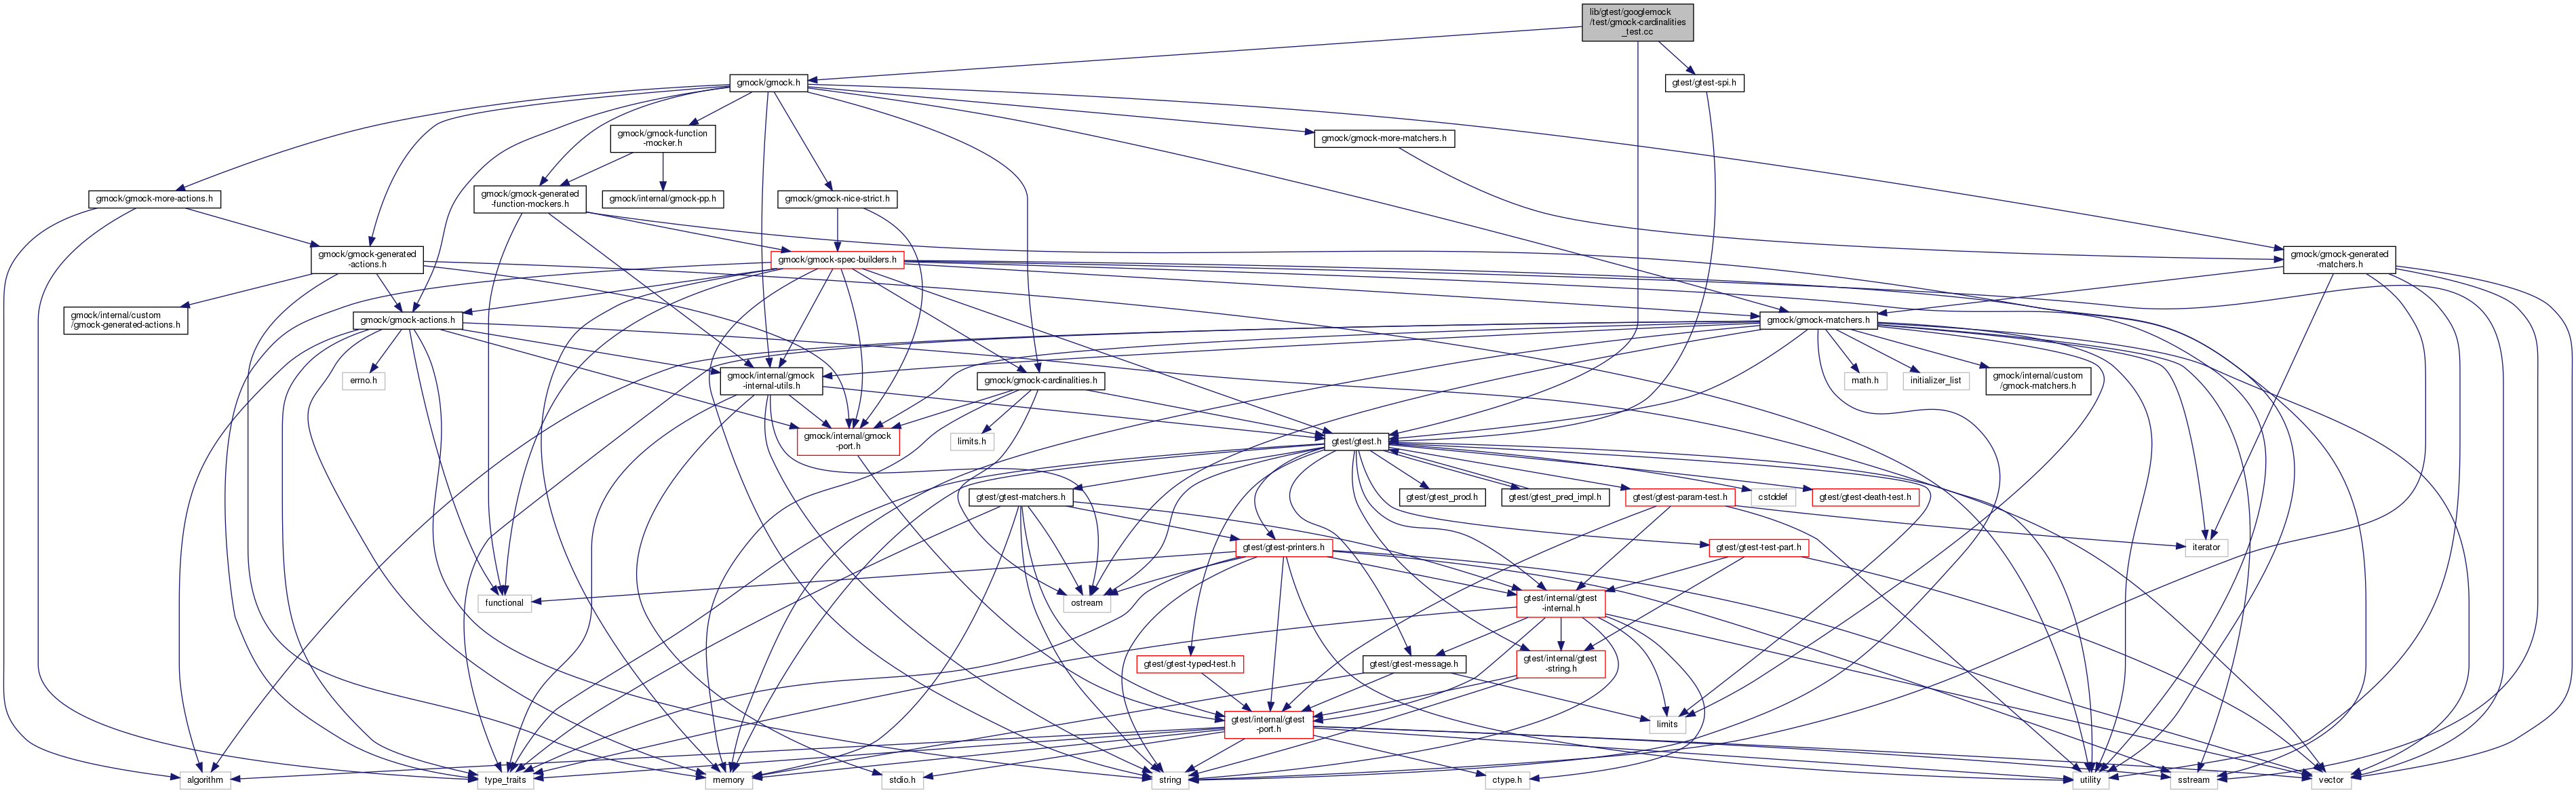 lib/gtest/googlemock
/test/gmock-cardinalities
_test.cc
gmock/gmock.h
gtest/gtest-spi.h
gmock/gmock-function
-mocker.h
gmock/gmock-more-matchers.h
gmock/gmock-more-actions.h
gmock/gmock-generated
-function-mockers.h
gmock/internal/gmock-pp.h
gmock/gmock-nice-strict.h
gmock/gmock-generated
-actions.h
gmock/gmock-spec-builders.h
gmock/gmock-generated
-matchers.h
gmock/internal/custom
/gmock-generated-actions.h
gmock/gmock-actions.h
gmock/gmock-matchers.h
errno.h
gmock/internal/gmock
-internal-utils.h
gmock/gmock-cardinalities.h
math.h
initializer_list
gmock/internal/custom
/gmock-matchers.h
gmock/internal/gmock
-port.h
limits.h
gtest/gtest.h
gtest/gtest-matchers.h
gtest/gtest_prod.h
gtest/gtest_pred_impl.h
gtest/gtest-param-test.h
cstddef
gtest/gtest-death-test.h
gtest/gtest-printers.h
gtest/gtest-test-part.h
iterator
functional
ostream
gtest/internal/gtest
-internal.h
gtest/gtest-typed-test.h
gtest/gtest-message.h
gtest/internal/gtest
-string.h
gtest/internal/gtest
-port.h
limits
algorithm
type_traits
memory
stdio.h
string
ctype.h
utility
sstream
vector